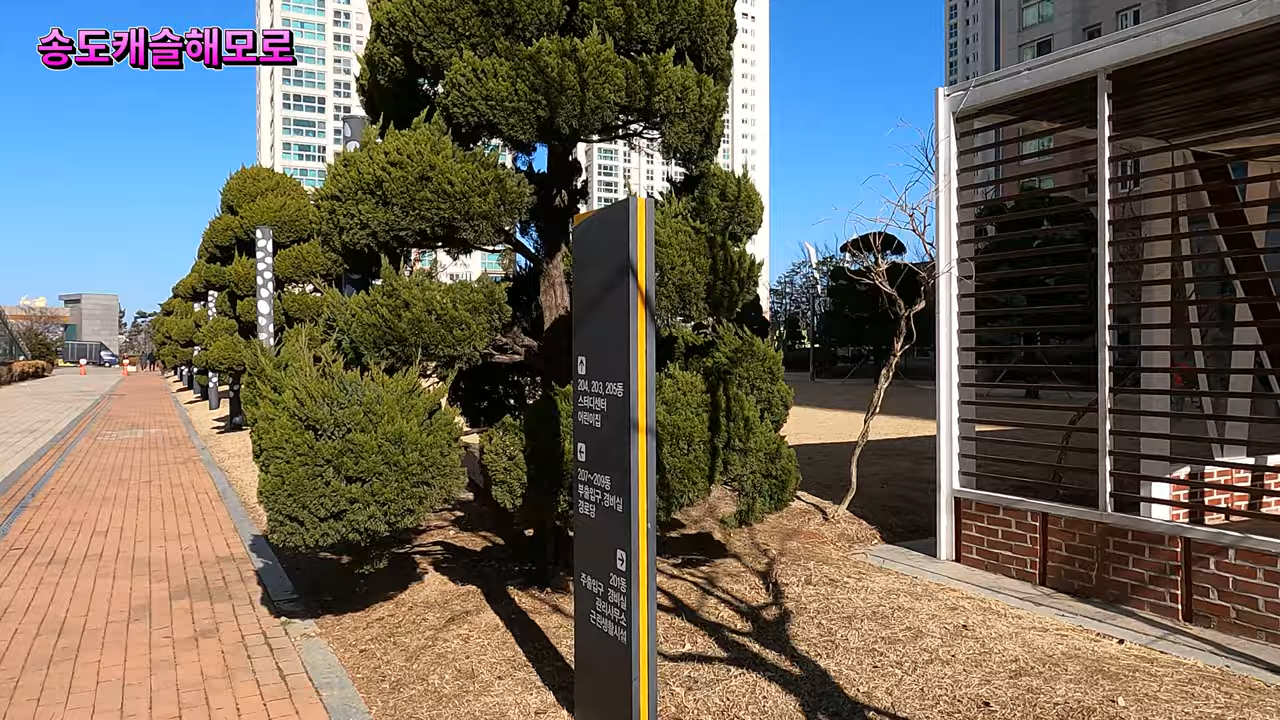 송도캐슬해모로
204, 203, 205동
스터디센터
어린이집
207~209동
부출입구 경비실
경로당
201동
주출입구 경비실
관리사무소
근린생활시설